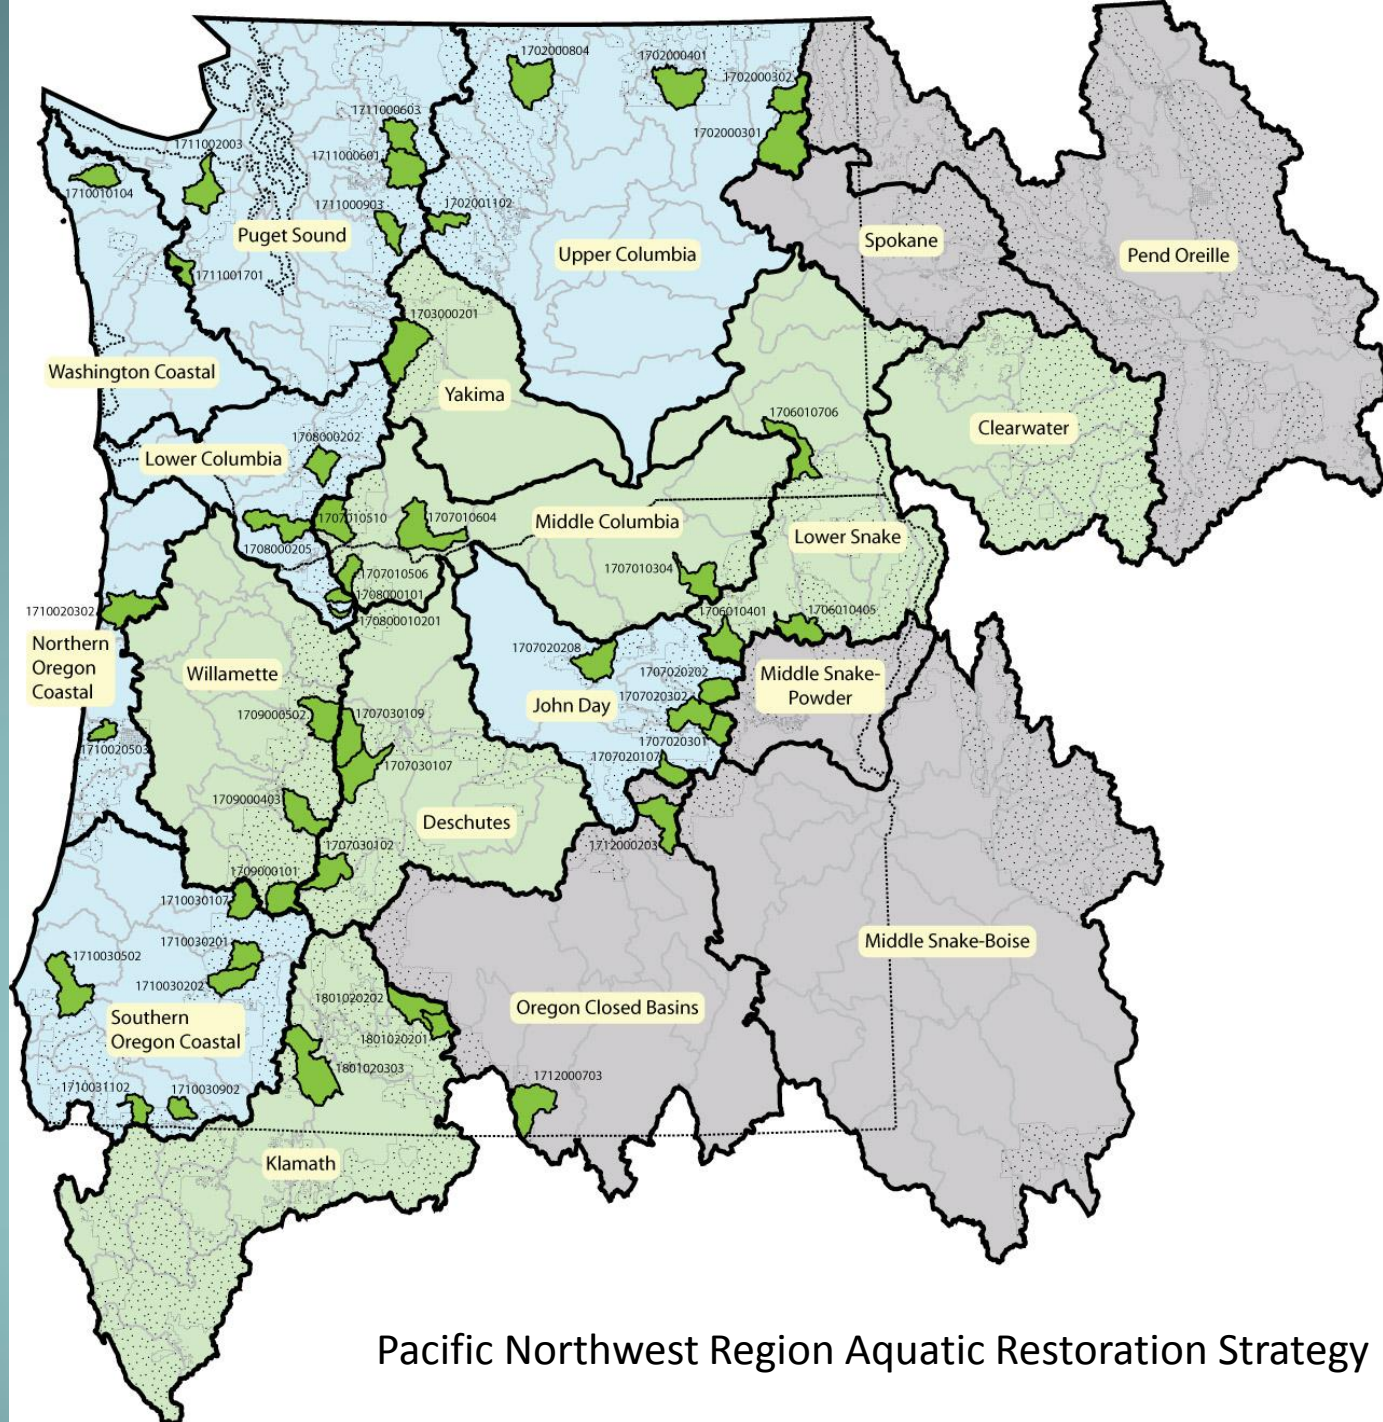 1702000804
1702000401
1702000302
1711000603
1702000301
1711002003
1711000601
1710010104
1711000903
1702001102
Puget Sound
Upper Columbia
Spokane
Pend Oreille
1711001701
1703000201
Washington Coastal
Yakima
1706010706
Clearwater
1708000202
Lower Columbia
1707010510
1707010604
Middle Columbia
Lower Snake
1708000205
1707010304
1707010506
1708000101
1710020302
1706010401
1706010405
170800010201
Northern
Oregon
Coastal
1707020208
Willamette
1707020202
Middle Snake-
Powder
1707020302
John Day
1709000502
1707030109
1707020301
1710020503
1707020107
1707030107
1709000403
Deschutes
1707030102
1712000203
1709000101
1710030107
1710030201
Middle Snake-Boise
1710030502
1710030202
1801020202
Oregon Closed Basins
Southern
Oregon Coastal
1801020201
1801020303
1712000703
1710031102
1710030902
Klamath
Pacific Northwest Region Aquatic Restoration Strategy